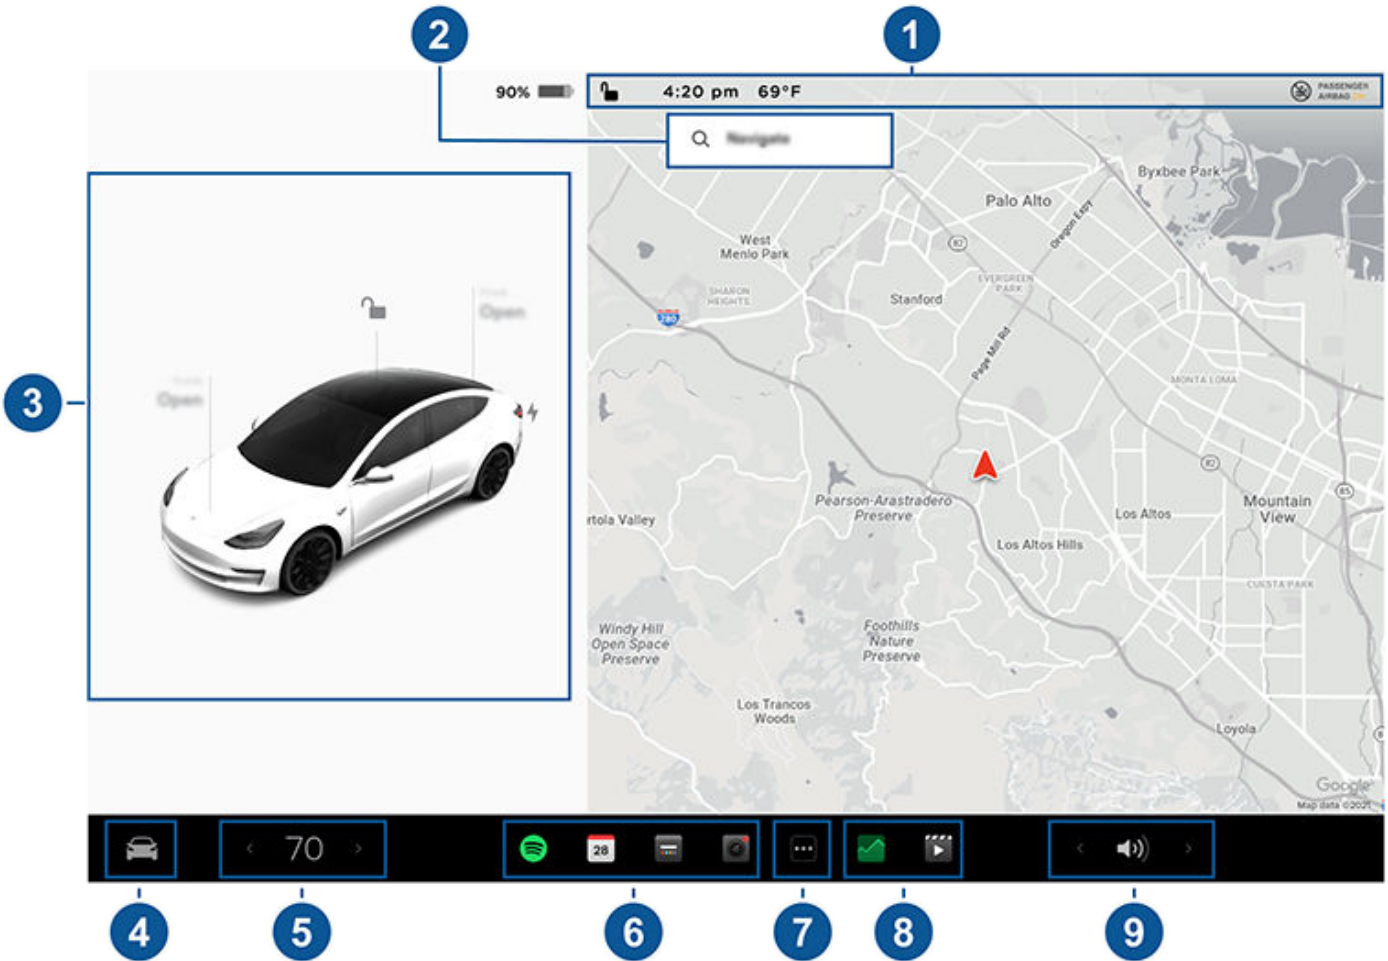 2
1
90%
4:20 pm 69°F
PASSENGER
AIRBAG
Navigate
Byxbee Park
Palo Alto
Oregon Expy
West
Menlo Park
82
EVERGREEN
PARK
SHARON
HEIGHTS
Stanford
280
Open
Page Mill Rd
MONTA LOMA
3
Open
82
85
Pearson-Arastradero
Preserve
Mountain
View
rtola Valley
Los Altos
Los Altos Hills
CUESTA PARK
Windy Hill
Open Space
Preserve
Foothills
Nature
Preserve
Los Trancos
Woods
Loyola
Google
Map data ©2021
70
28
4
5
6
7
8
9